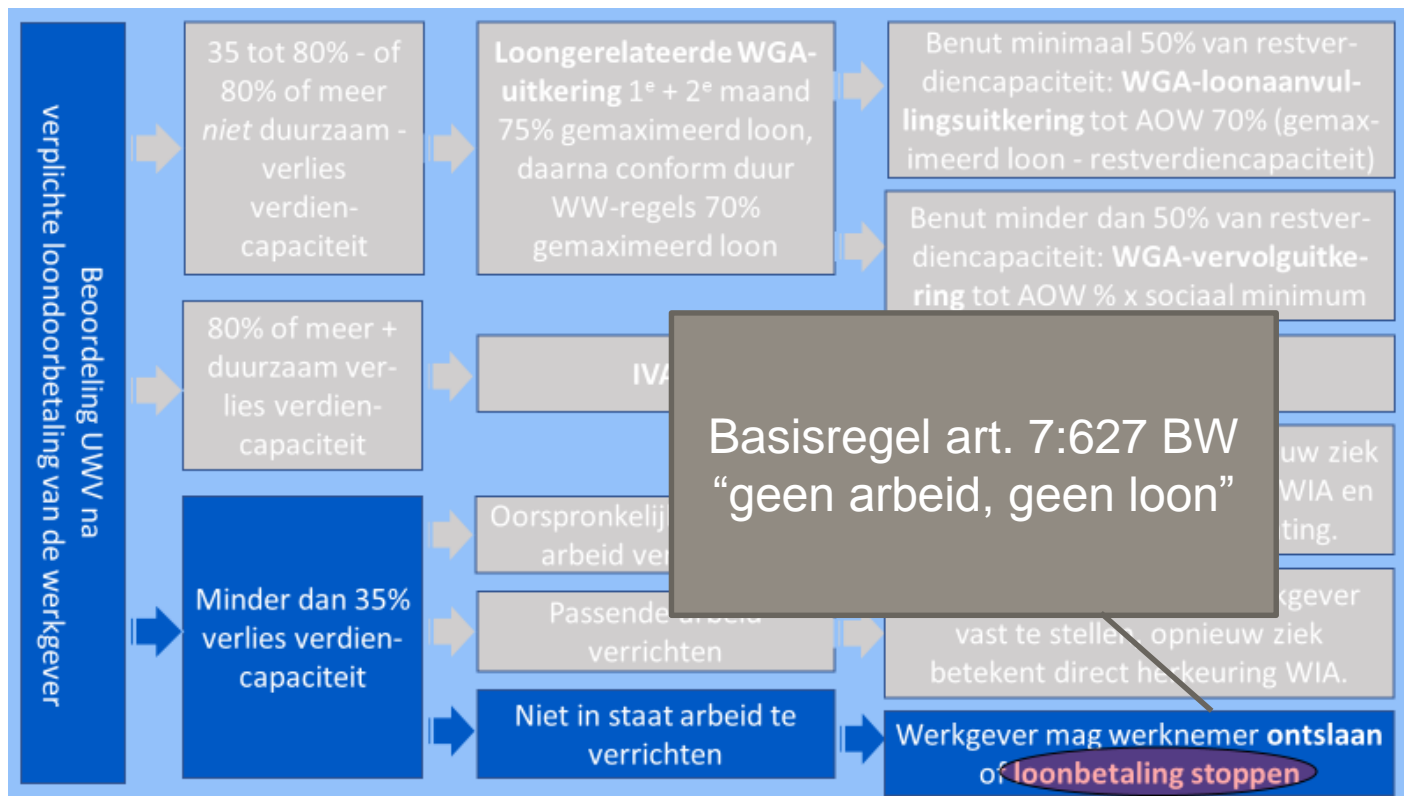 Beoordeling UWV na
verplichte loondoorbetaling van de werkgever
35 tot 80% - of
80% of meer
niet duurzaam -
verlies
verdien-
capaciteit
Loongerelateerde WGA-
uitkering 1e + 2e maand
75% gemaximeerd loon,
daarna conform duur
WW-regels 70%
gemaximeerd loon
Benut minimaal 50% van restver-
diencapaciteit: WGA-loonaanvul-
lingsuitkering tot AOW 70% (gemax-
imeerd loon - restverdiencapaciteit)
Benut minder dan 50% van restver-
diencapaciteit: WGA-vervolguitke-
ring tot AOW % x sociaal minimum
80% of meer +
duurzaam ver-
lies verdien-
capaciteit
Basisregel art. 7:627 BW
“geen arbeid, geen loon”
ziek
WIA en
Minder dan 35%
verlies verdien-
capaciteit
arbeid
Passende arbeid
verrichten
vast te stellen. opnieuw ziek
betekent direct herkeuring WIA.
Niet in staat arbeid te
verrichten
Werkgever mag werknemer ontslaan
of loonbetaling stoppen